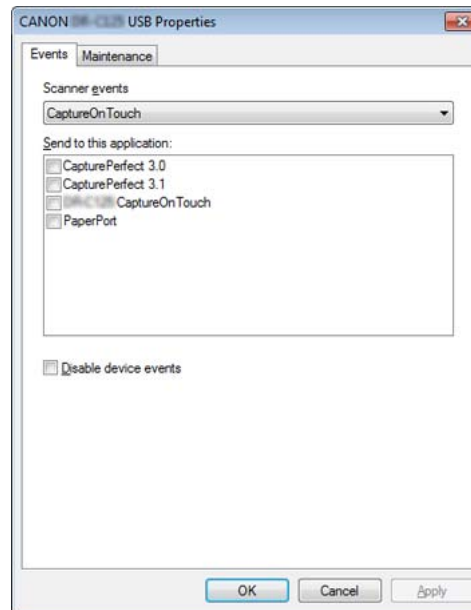 CANON USB Properties
Events Maintenance
Scanner events
CaptureOnTouch
Send to this application:
CapturePerfect 3.0
CapturePerfect 3.1
CaptureOnTouch
PaperPort
Disable device events
OK Cancel Apply